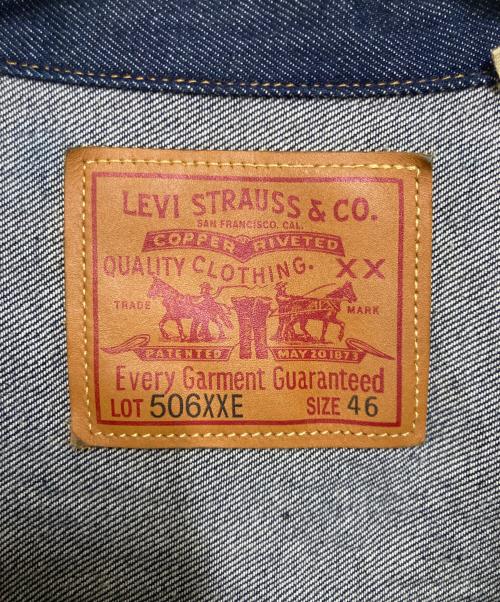 LEVI STRAUSS & CO.
SAN FRANCISCO. CAL.
COPPER RIVETED
QUALITY CLOTHING. XX
TRADE MARK
PATENTED MAY 20 1873
Every Garment Guaranteed
LOT 506XXE SIZE 46